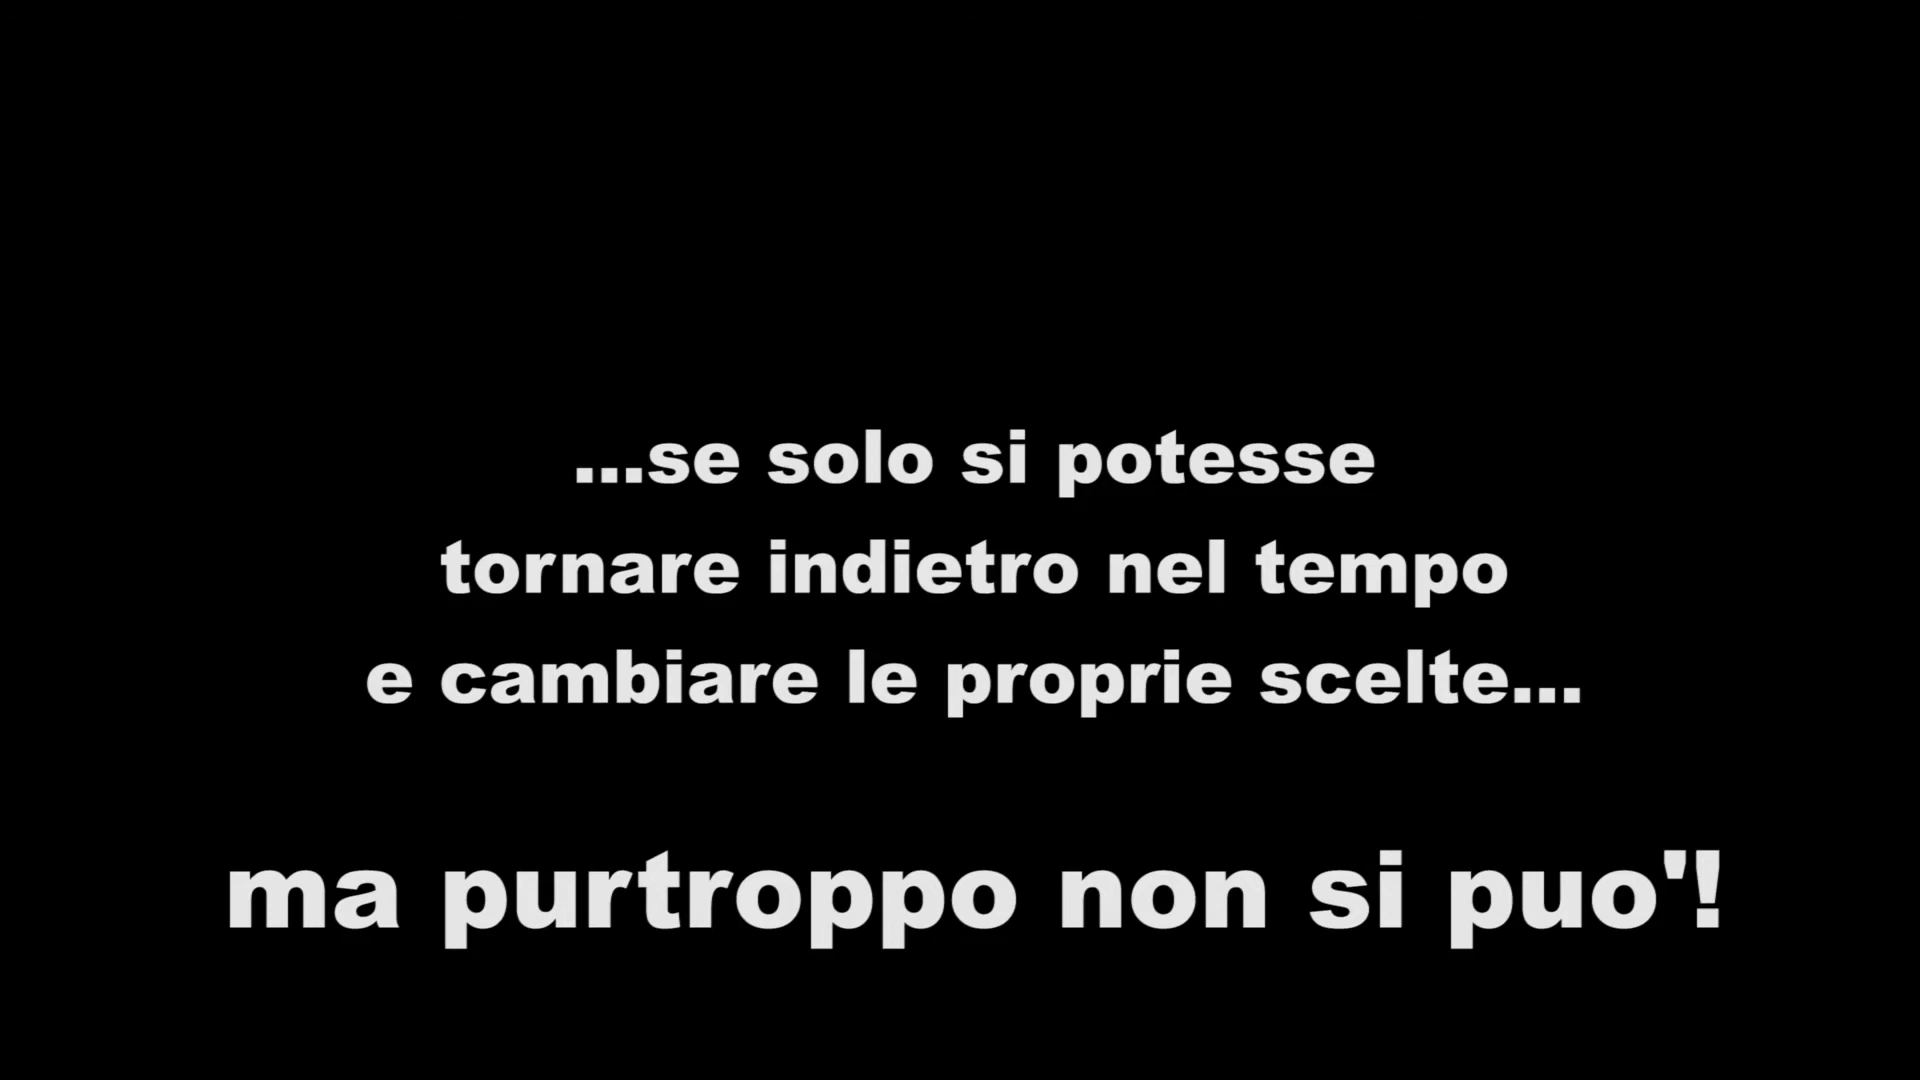 ...se solo si potesse
tornare indietro nel tempo
e cambiare le proprie scelte...
ma purtroppo non si puo'!